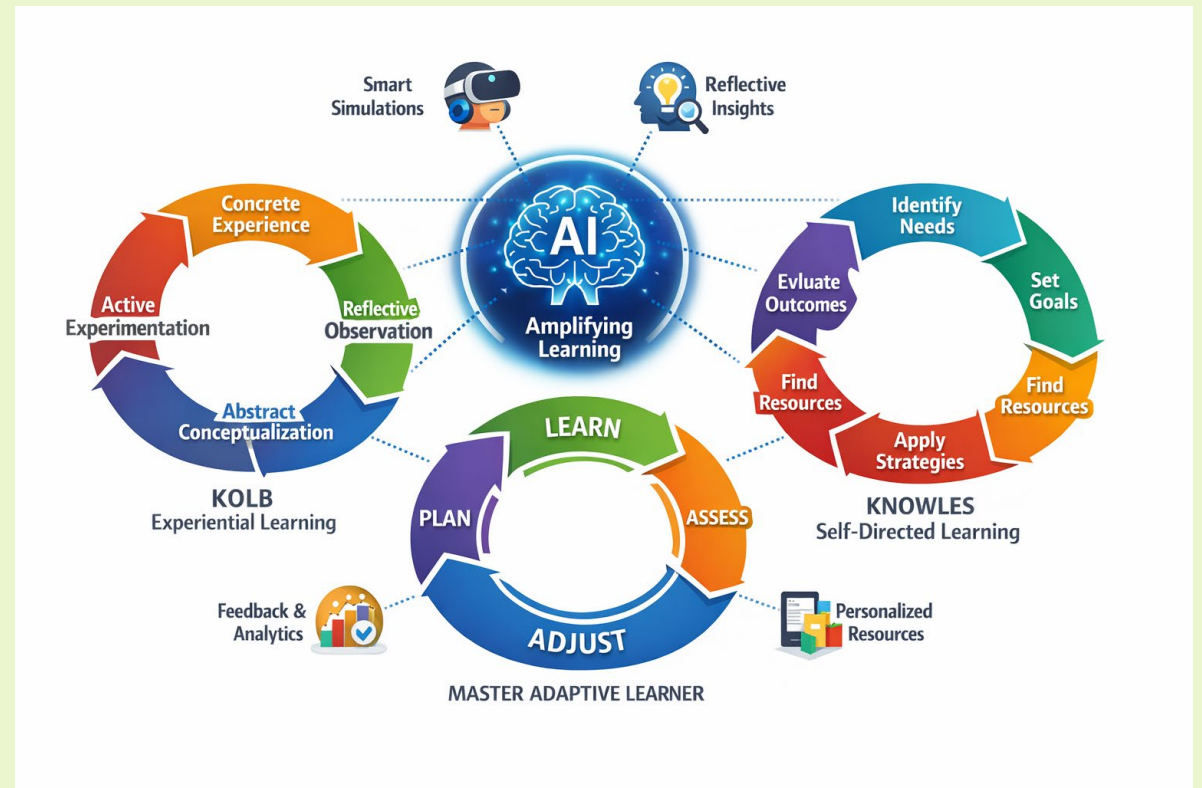 Smart
Simulations
Reflective
Insights
AI
Amplifying
Learning
Concrete
Experience
Reflective
Observation
Abstract
Conceptualization
Active
Experimentation
KOLB
Experiential Learning
Identify
Needs
Set
Goals
Find
Resources
Apply
Strategies
Find
Resources
Evluate
Outcomes
KNOWLES
Self-Directed Learning
LEARN
ASSESS
ADJUST
PLAN
MASTER ADAPTIVE LEARNER
Feedback &
Analytics
Personalized
Resources